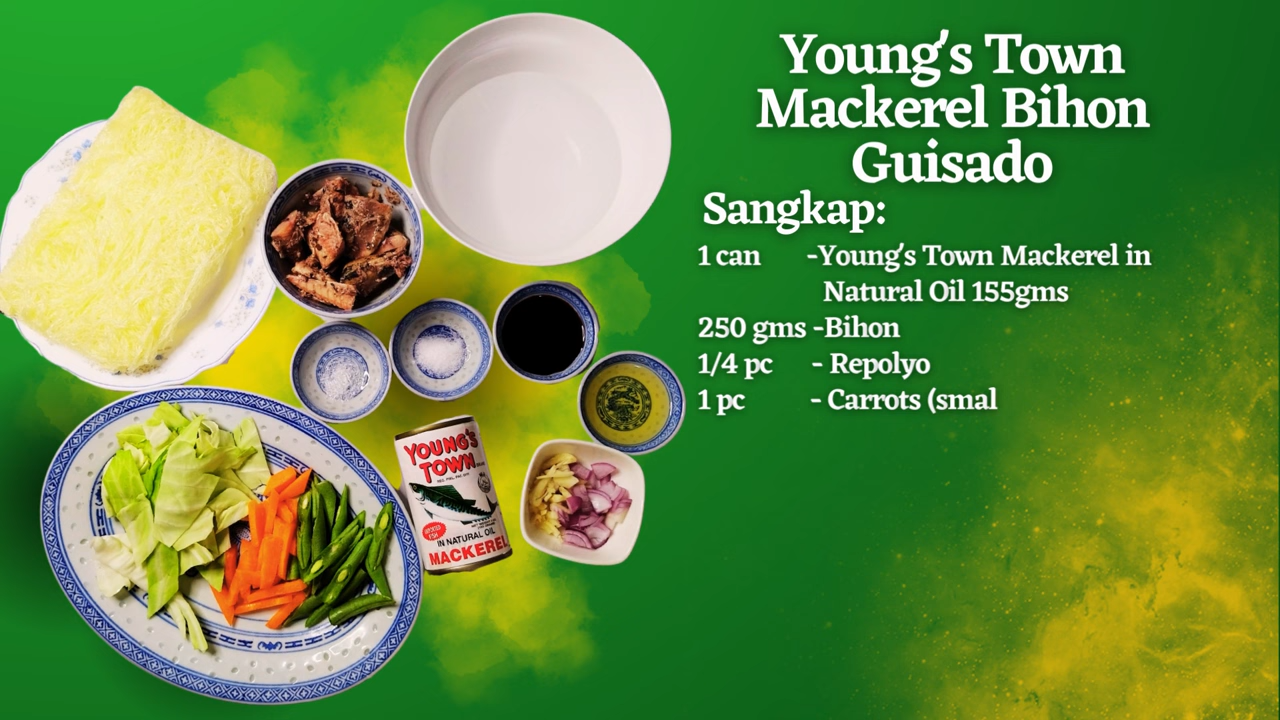 Young's Town
Mackerel Bihon
Guisado
Sangkap:
1 can -Young's Town Mackerel in
Natural Oil 155gms
250 gms -Bihon
1/4 pc - Repolyo
1 pc - Carrots (smal
YOUNG'S
TOWN
IN NATURAL OIL
MACKEREL